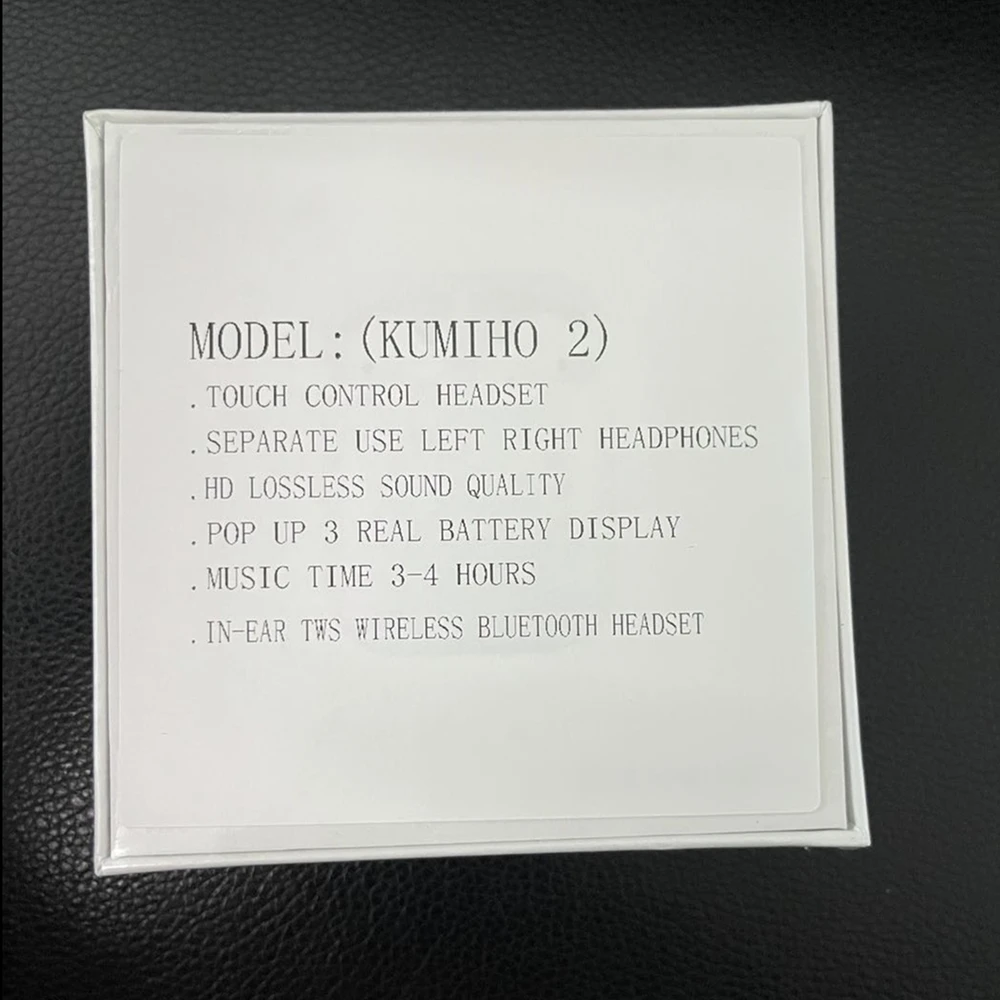 MODEL: (KUMIHO 2)
. TOUCH CONTROL HEADSET
. SEPARATE USE LEFT RIGHT HEADPHONES
. HD LOSSLESS SOUND QUALITY
. POP UP 3 REAL BATTERY DISPLAY
. MUSIC TIME 3-4 HOURS
. IN-EAR TWS WIRELESS BLUETOOTH HEADSET